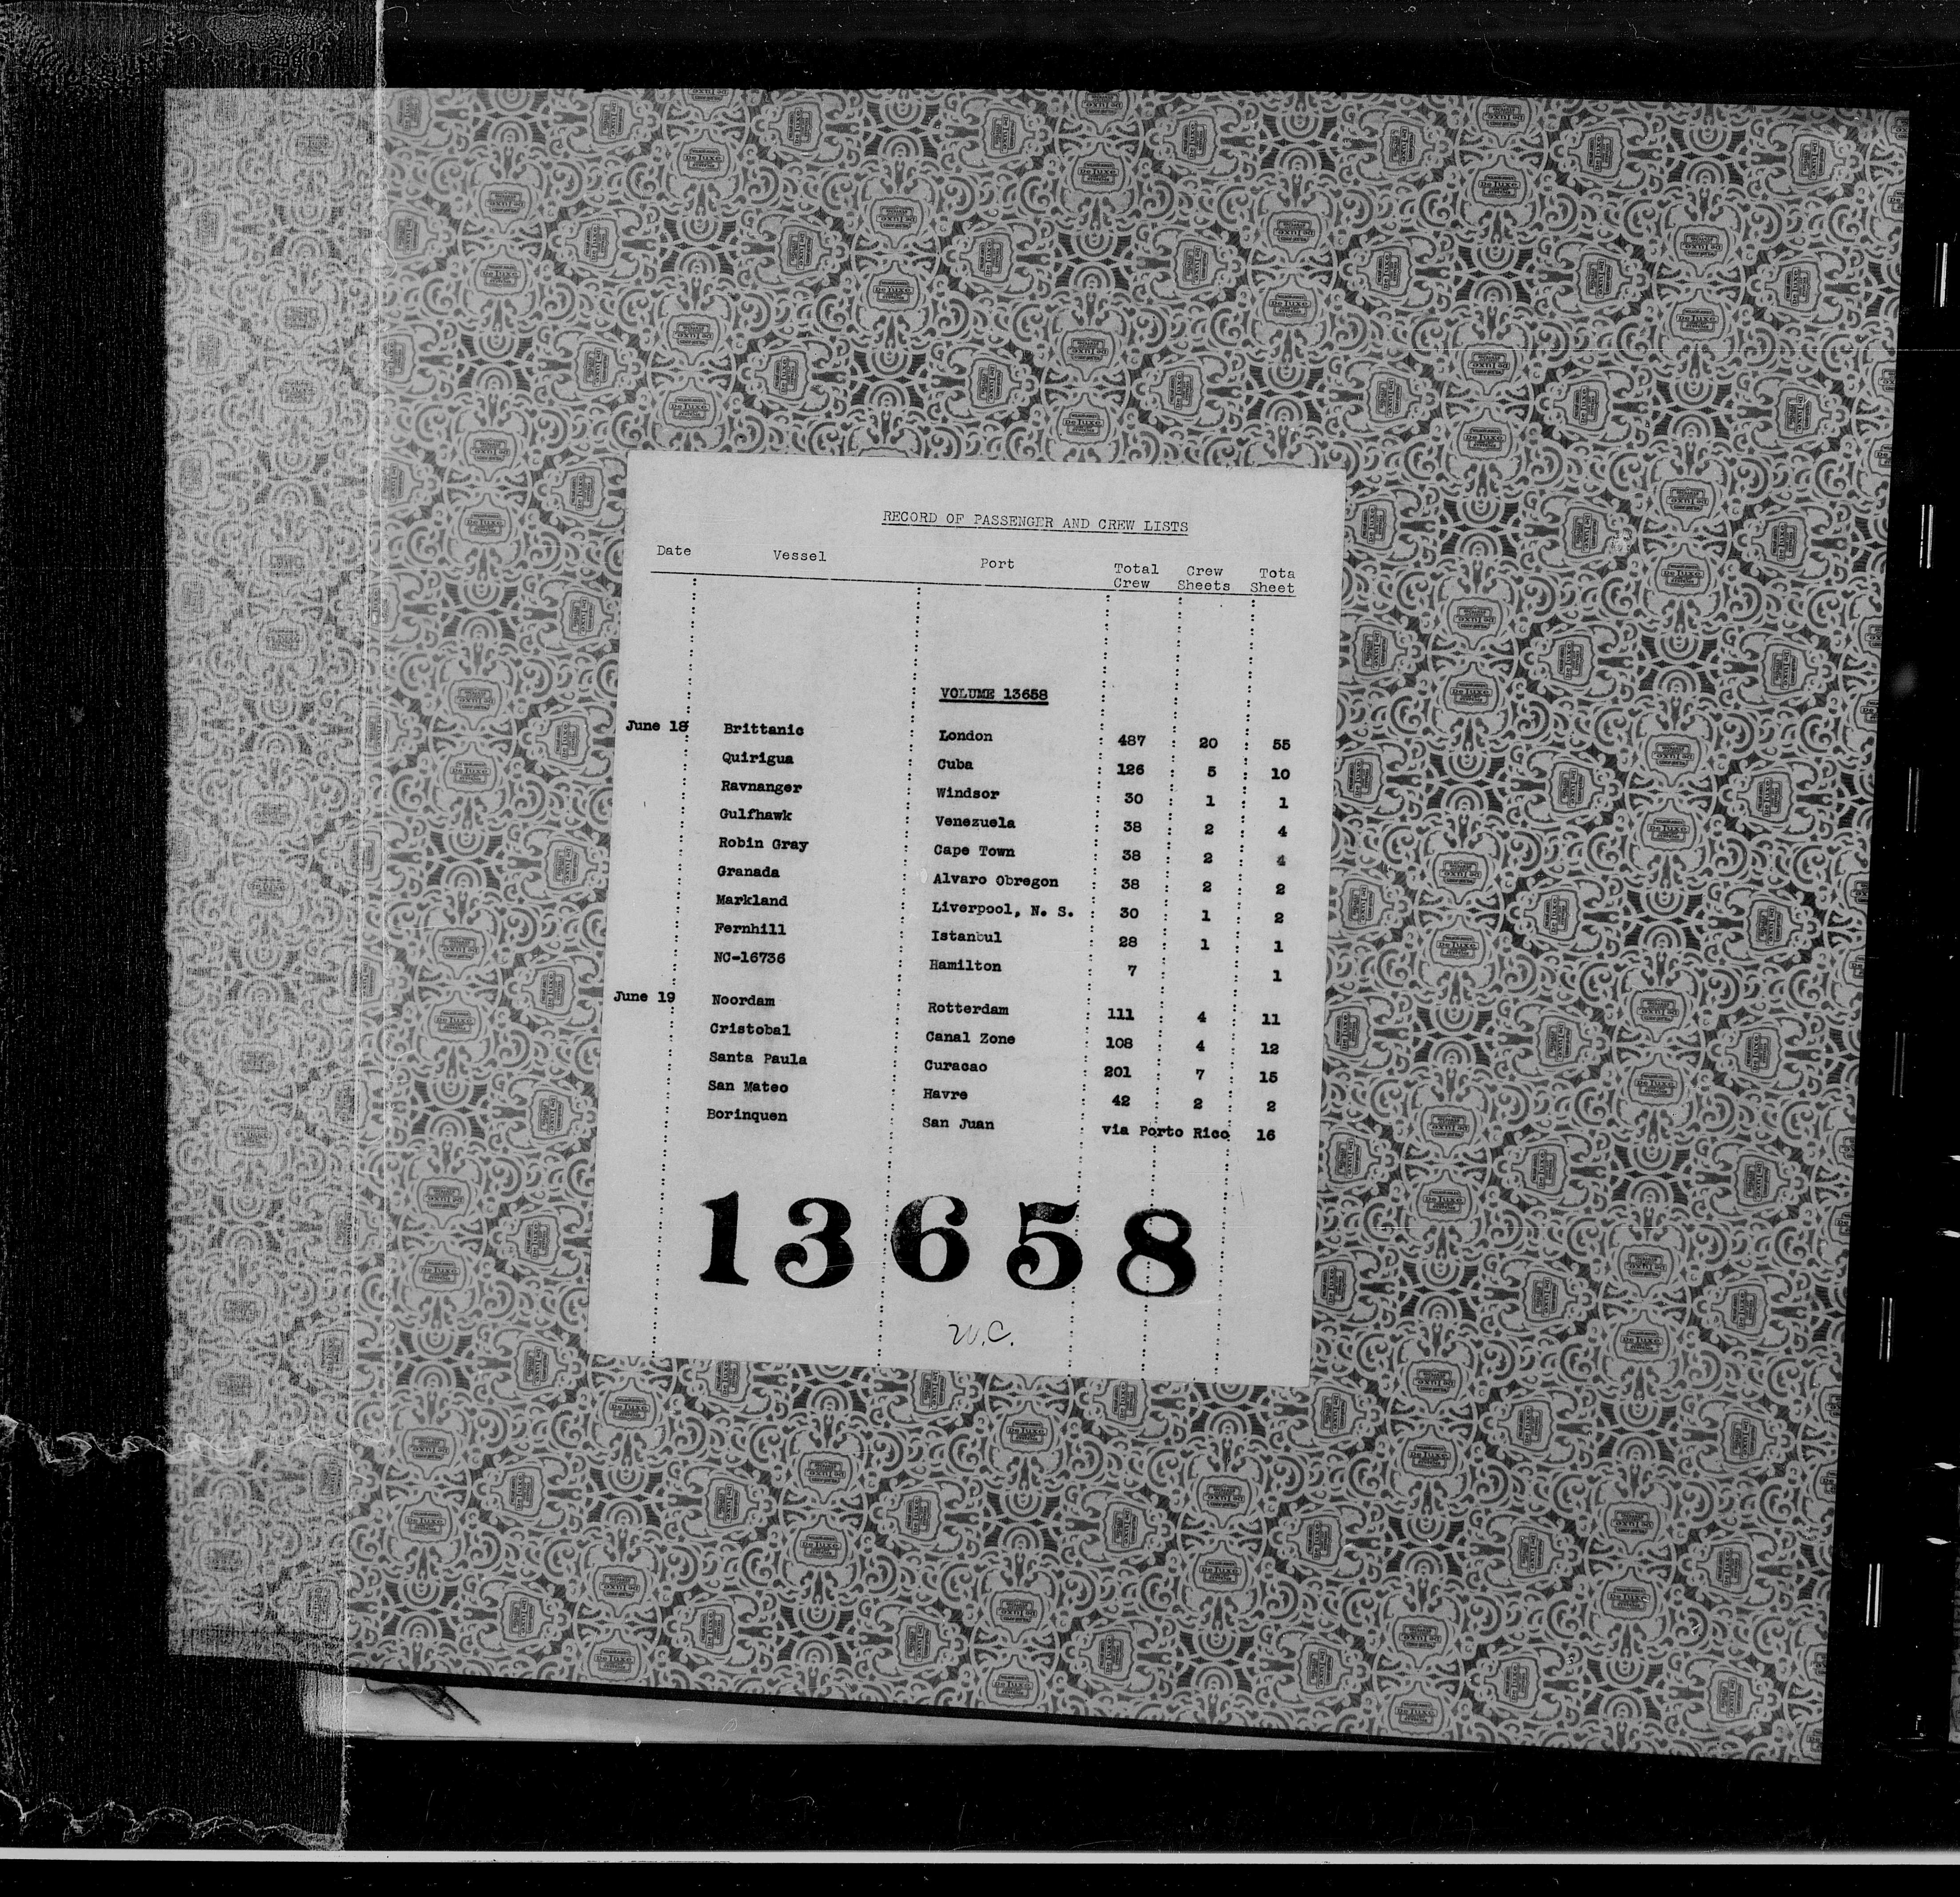 RECORD OF PASSENGER AND CREW LISTS
Date Vessel Port Total Crew Crew Sheets Tota Sheet
VOLUME 13658
June 18 Brittanic London 487 20 55
Quirigua Cuba 126 5 10
Ravnanger Windsor 30 1 1
Gulfhawk Venezuela 38 2 4
Robin Gray Cape Town 38 2 4
Granada Alvaro Obregon 38 2 2
Markland Liverpool, N. S. 30 1 2
Fernhill Istanbul 28 1 1
NC-16736 Hamilton 7 1
June 19 Noordam Rotterdam 111 4 11
Cristobal Canal Zone 108 4 12
Santa Paula Curacao 201 7 15
San Mateo Havre 42 2 2
Borinquen San Juan via Porto Rico 16
13658
W.C.
De Luxe